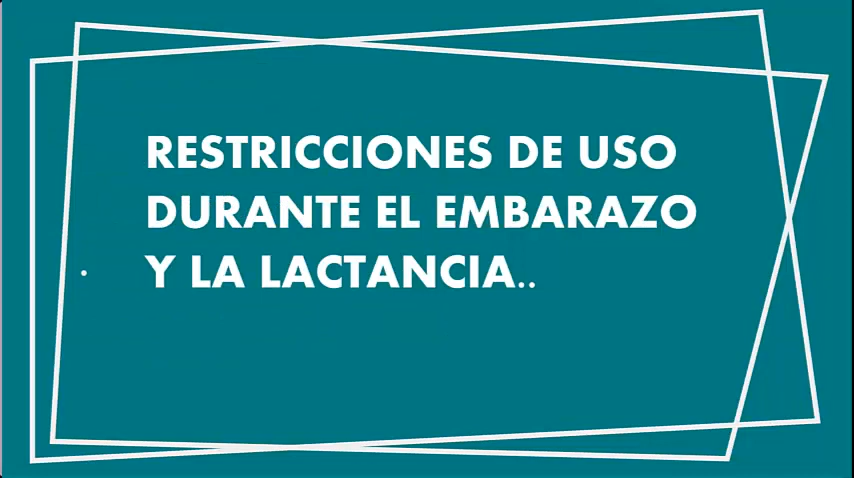 RESTRICCIONES DE USO
DURANTE EL EMBARAZO
Y LA LACTANCIA..